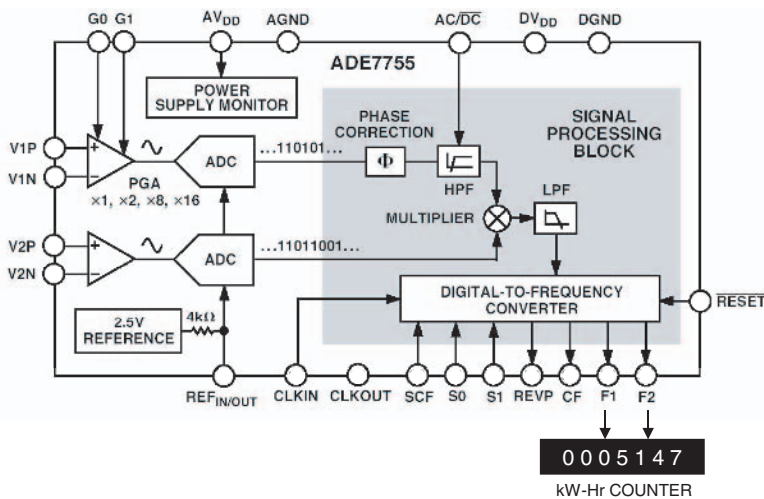 G0 G1 AVDD AGND AC/DC DVDD DGND
ADE7755
POWER
SUPPLY MONITOR
PHASE
CORRECTION
SIGNAL
PROCESSING
BLOCK
V1P
V1N
+
−
ADC
...110101...
Φ
HPF
PGA
×1, ×2, ×8, ×16
LPF
MULTIPLIER
V2P
V2N
+
−
ADC
...11011001...
DIGITAL-TO-FREQUENCY
CONVERTER
RESET
2.5V
REFERENCE
4kΩ
REFIN/OUT CLKIN CLKOUT SCF S0 S1 REVP CF F1 F2
0005147
kW-Hr COUNTER